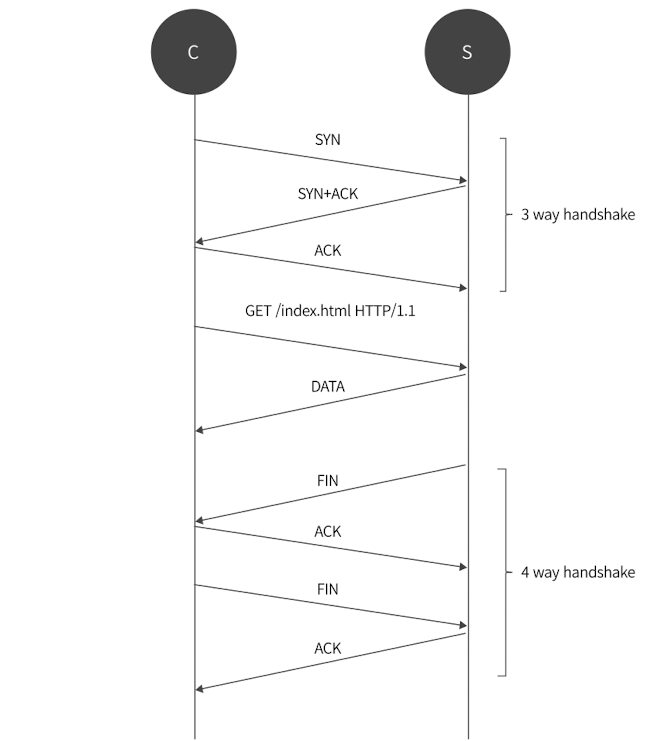 C
S
SYN
SYN+ACK
3 way handshake
ACK
GET /index.html HTTP/1.1
DATA
FIN
ACK
4 way handshake
FIN
ACK